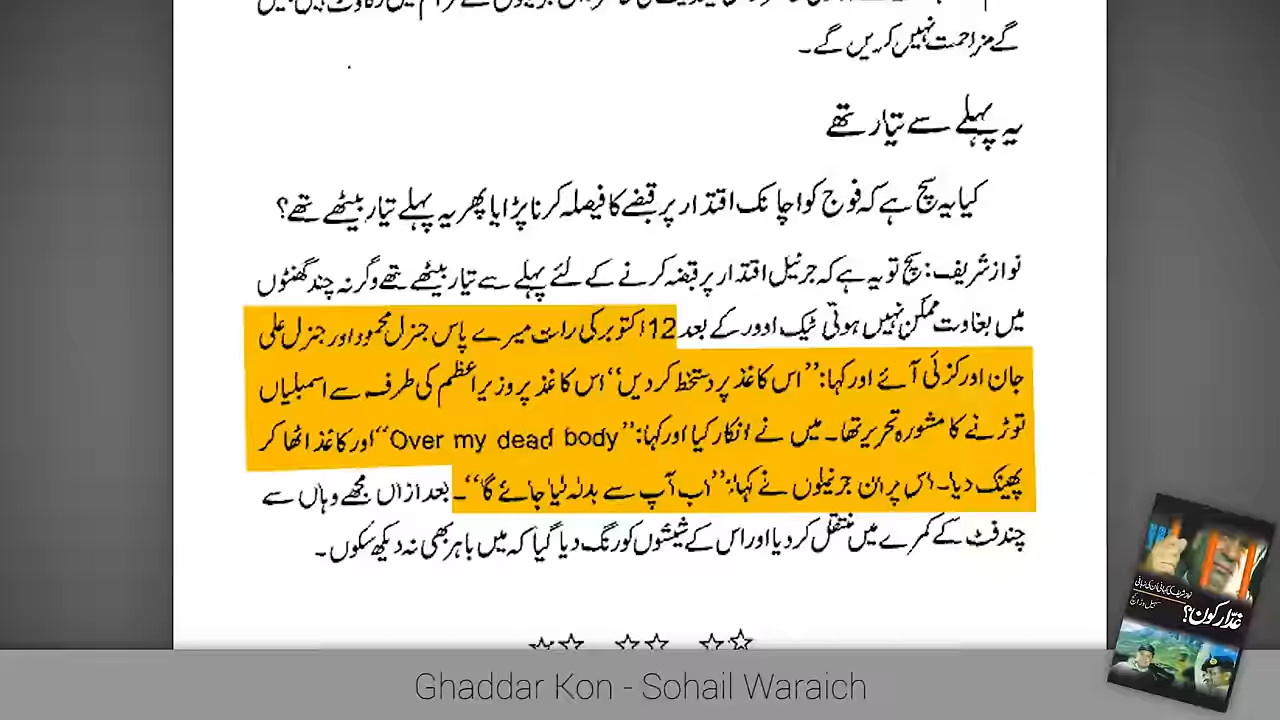 گے مزاحمت نہیں کریں گے۔
یہ پہلے سے تیار تھے
کیا یہ سچ ہے کہ فوج کو اچانک اقتدار پر قبضے کا فیصلہ کرنا پڑا یا پھر یہ پہلے تیار بیٹھے تھے؟
نواز شریف: سچ تو یہ ہے کہ جرنیل اقتدار پر قبضہ کرنے کے لئے پہلے سے تیار بیٹھے تھے وگرنہ چند گھنٹوں
میں بغاوت ممکن نہیں ہوتی ٹیک اوور کے بعد 12 اکتوبر کی رات میرے پاس جنرل محمود اور جنرل علی
جان اورکزئی آئے اور کہا: ’’اس کاغذ پر دستخط کر دیں‘‘ اس کاغذ پر وزیر اعظم کی طرف سے اسمبلیاں
توڑنے کا مشورہ تحریر تھا۔ میں نے انکار کیا اور کہا: ’’Over my dead body‘‘ اور کاغذ اٹھا کر
پھینک دیا۔ اس پر ان جرنیلوں نے کہا: ’’اب آپ سے بدلہ لیا جائے گا‘‘۔ بعد ازاں مجھے وہاں سے
چند فٹ کے کمرے میں منتقل کر دیا اور اس کے شیشوں کو رنگ دیا گیا کہ میں باہر بھی نہ دیکھ سکوں۔
غدار کون؟
Ghaddar Kon - Sohail Waraich